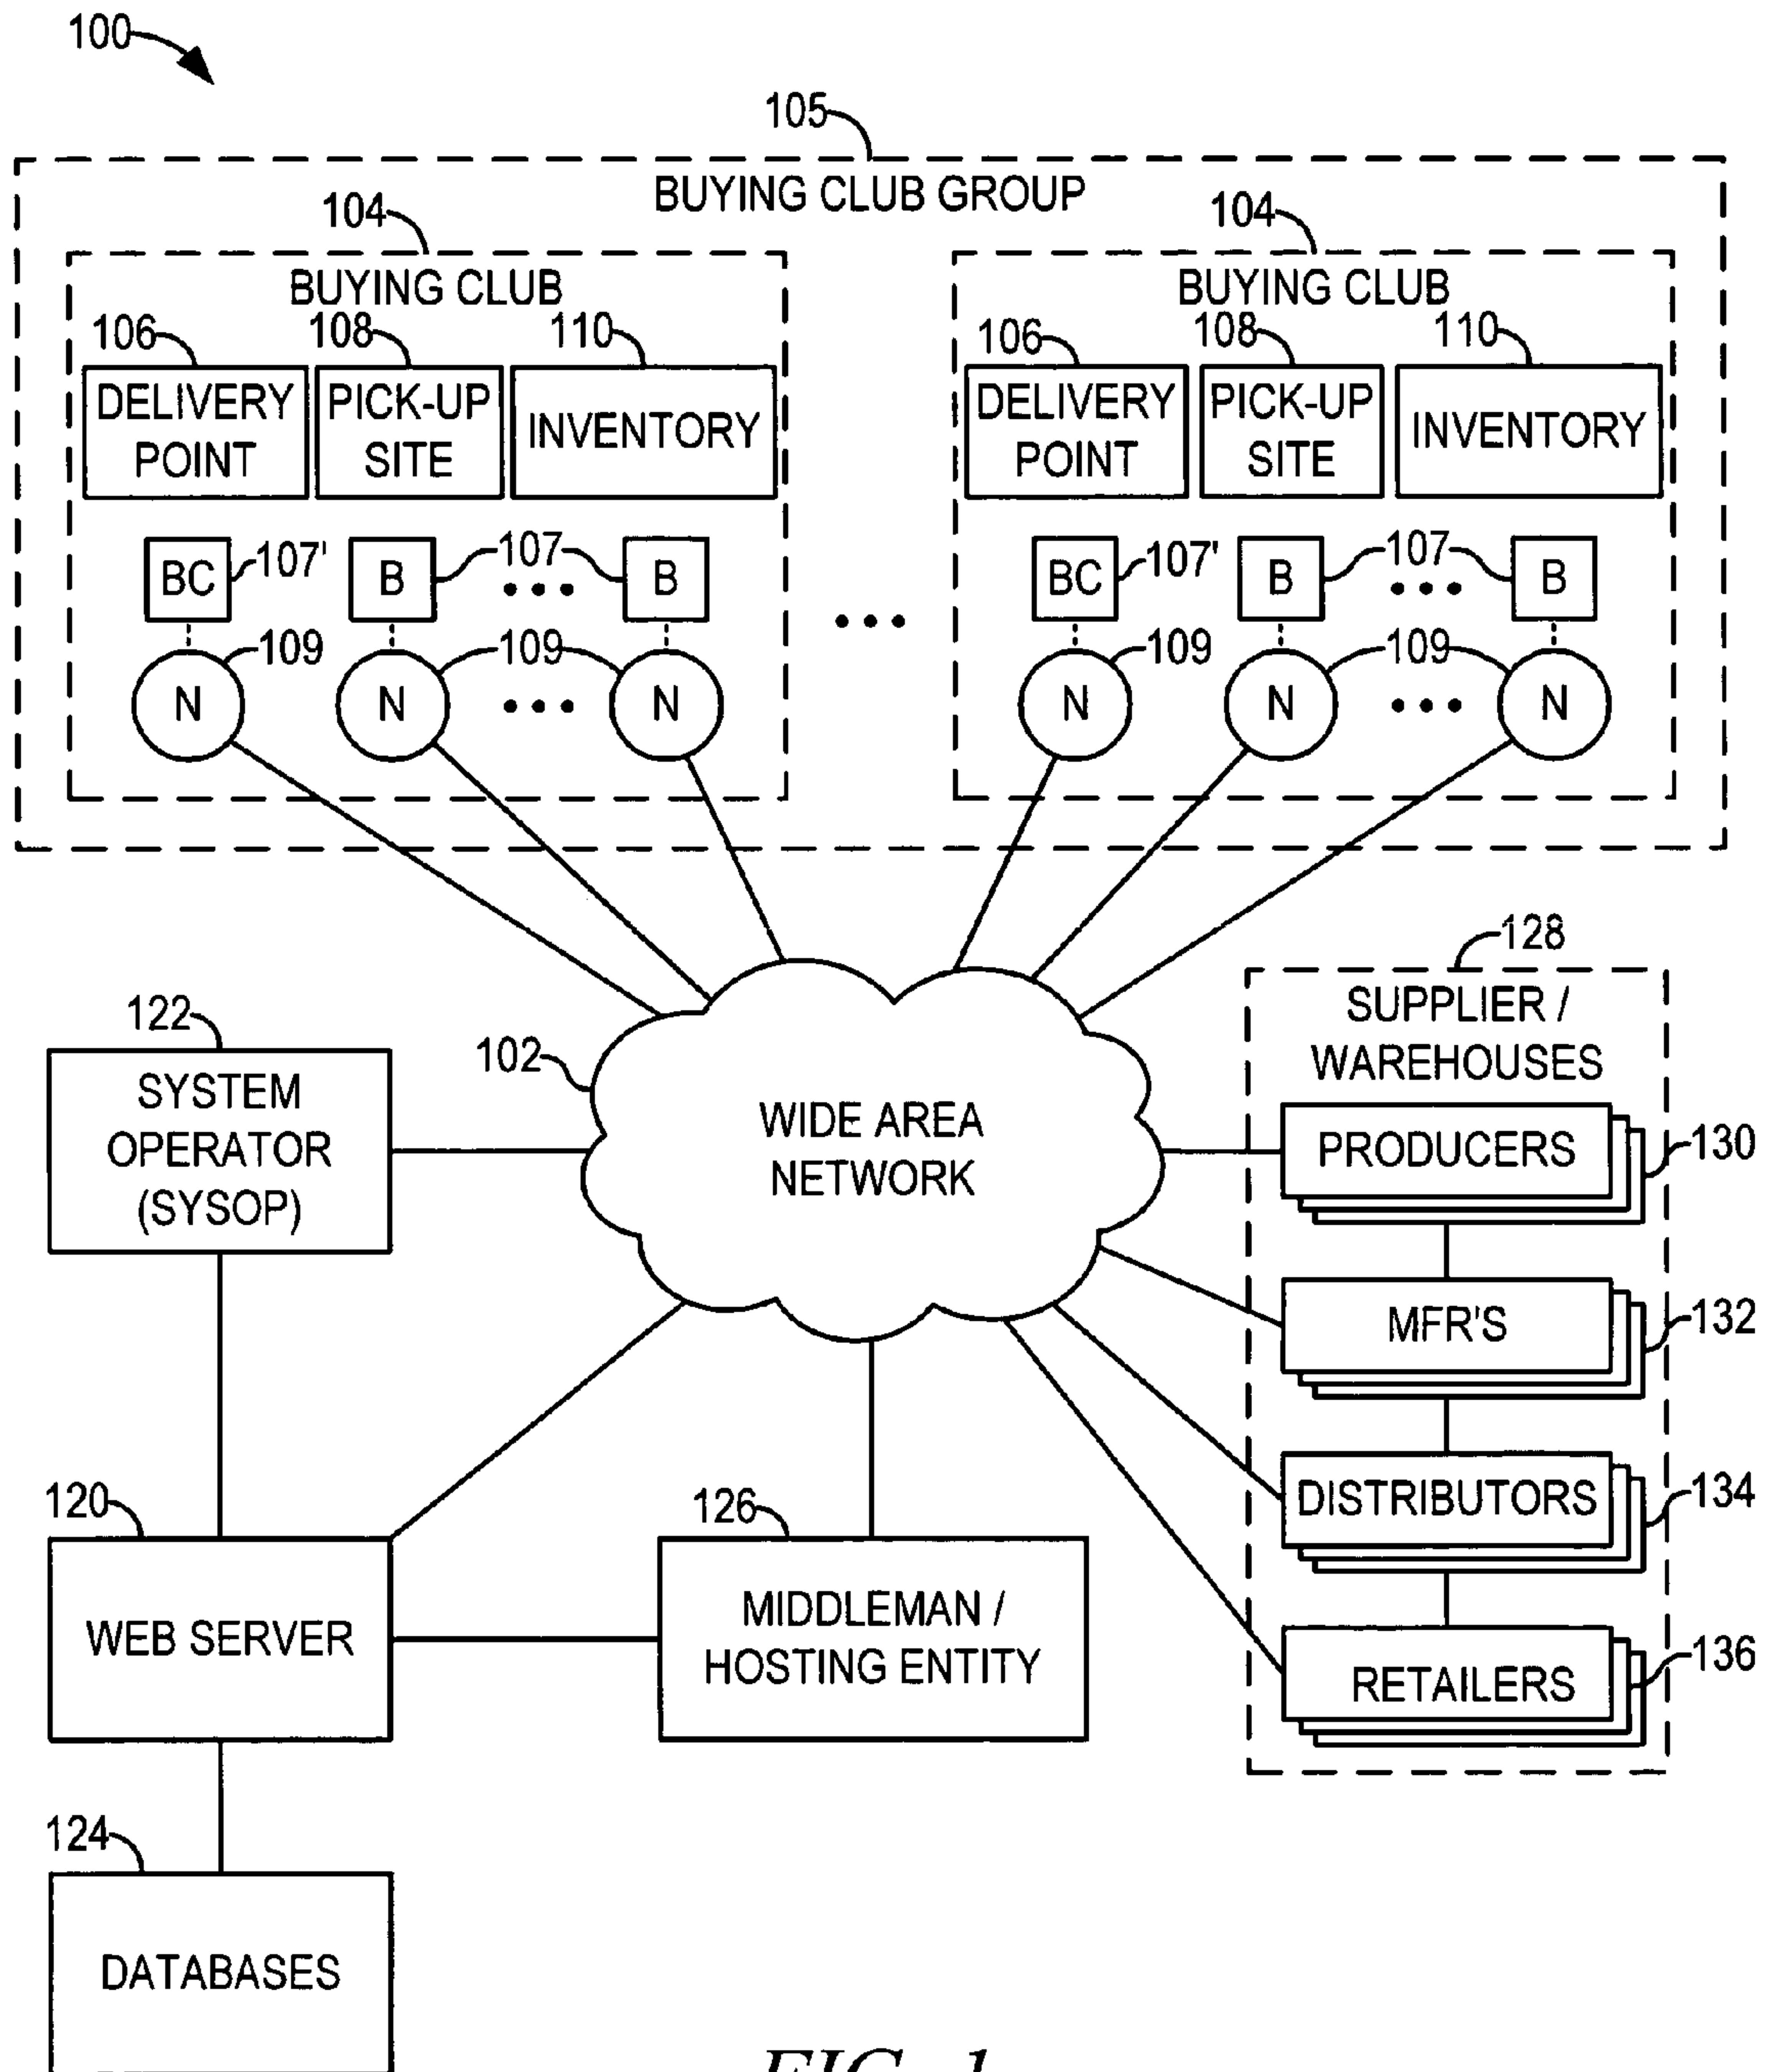 100
105
BUYING CLUB GROUP
104
104
BUYING CLUB
BUYING CLUB
106
108
110
106
108
110
DELIVERY
POINT
PICK-UP
SITE
INVENTORY
DELIVERY
POINT
PICK-UP
SITE
INVENTORY
BC
107'
B
107
B
BC
107'
B
107
B
•••
109
109
109
109
N
N
N
N
N
N
128
SUPPLIER /
WAREHOUSES
122
SYSTEM
OPERATOR
(SYSOP)
102
WIDE AREA
NETWORK
PRODUCERS
130
MFR'S
132
DISTRIBUTORS
134
RETAILERS
136
120
WEB SERVER
126
MIDDLEMAN /
HOSTING ENTITY
124
DATABASES
FIG. 1